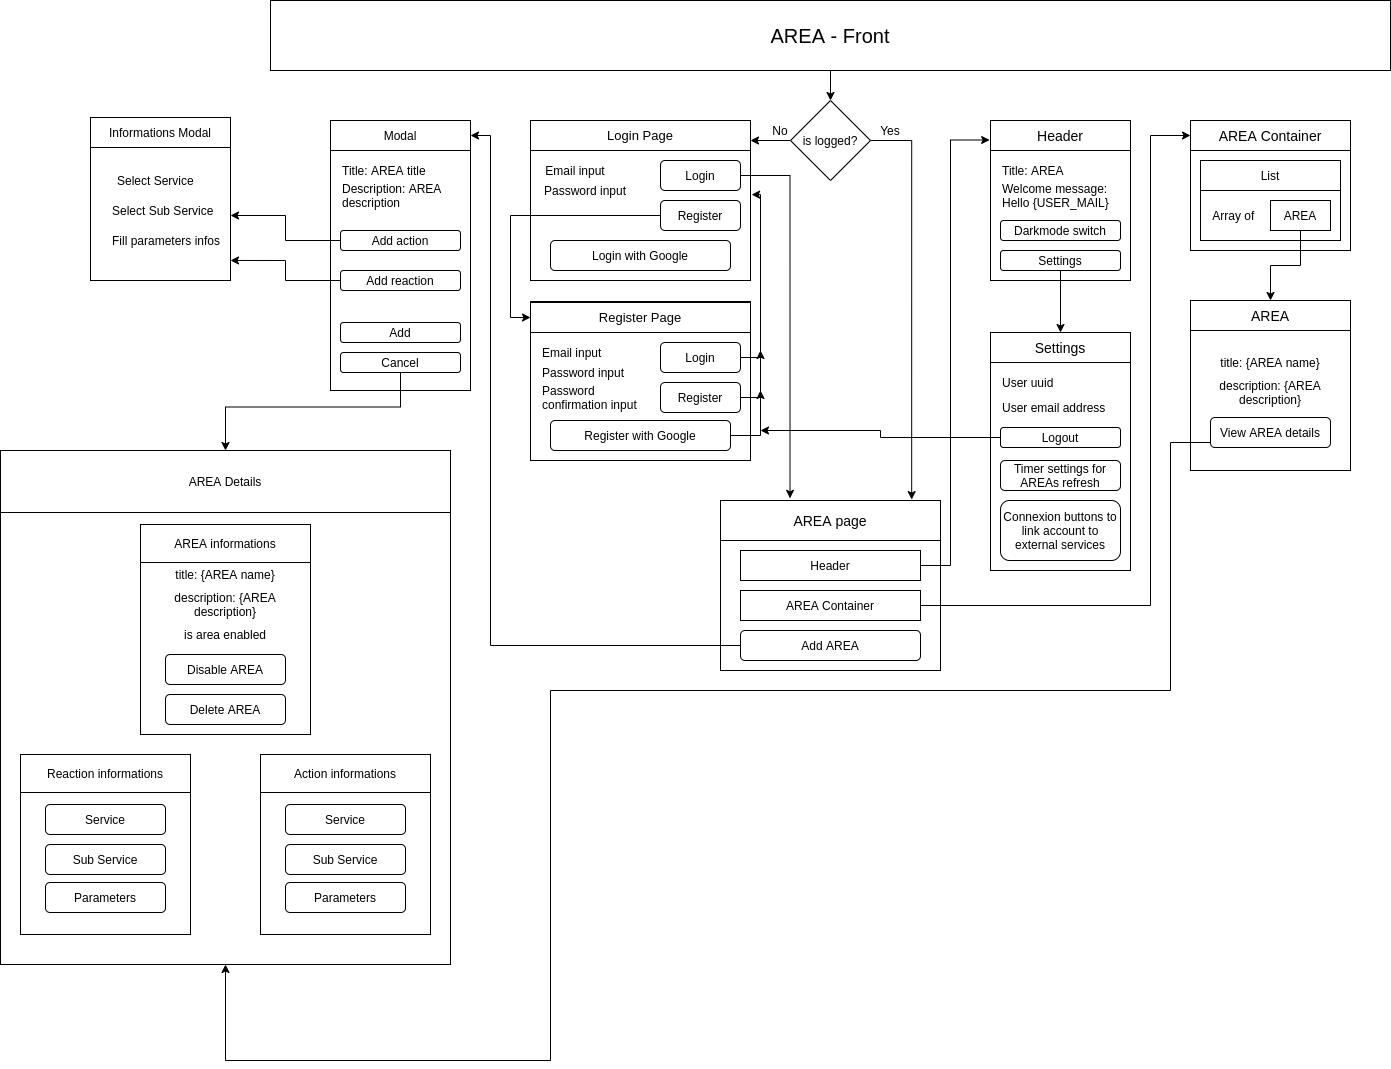 AREA - Front
is logged?
No
Yes
Informations Modal
Select Service
Select Sub Service
Fill parameters infos
Modal
Title: AREA title
Description: AREA
description
Add action
Add reaction
Add
Cancel
Login Page
Email input
Password input
Login
Register
Login with Google
Register Page
Email input
Password input
Password
confirmation input
Login
Register
Register with Google
Header
Title: AREA
Welcome message:
Hello {USER_MAIL}
Darkmode switch
Settings
AREA Container
List
Array of
AREA
Settings
User uuid
User email address
Logout
Timer settings for
AREAs refresh
Connexion buttons to
link account to
external services
AREA
title: {AREA name}
description: {AREA
description}
View AREA details
AREA page
Header
AREA Container
Add AREA
AREA Details
AREA informations
title: {AREA name}
description: {AREA
description}
is area enabled
Disable AREA
Delete AREA
Reaction informations
Service
Sub Service
Parameters
Action informations
Service
Sub Service
Parameters